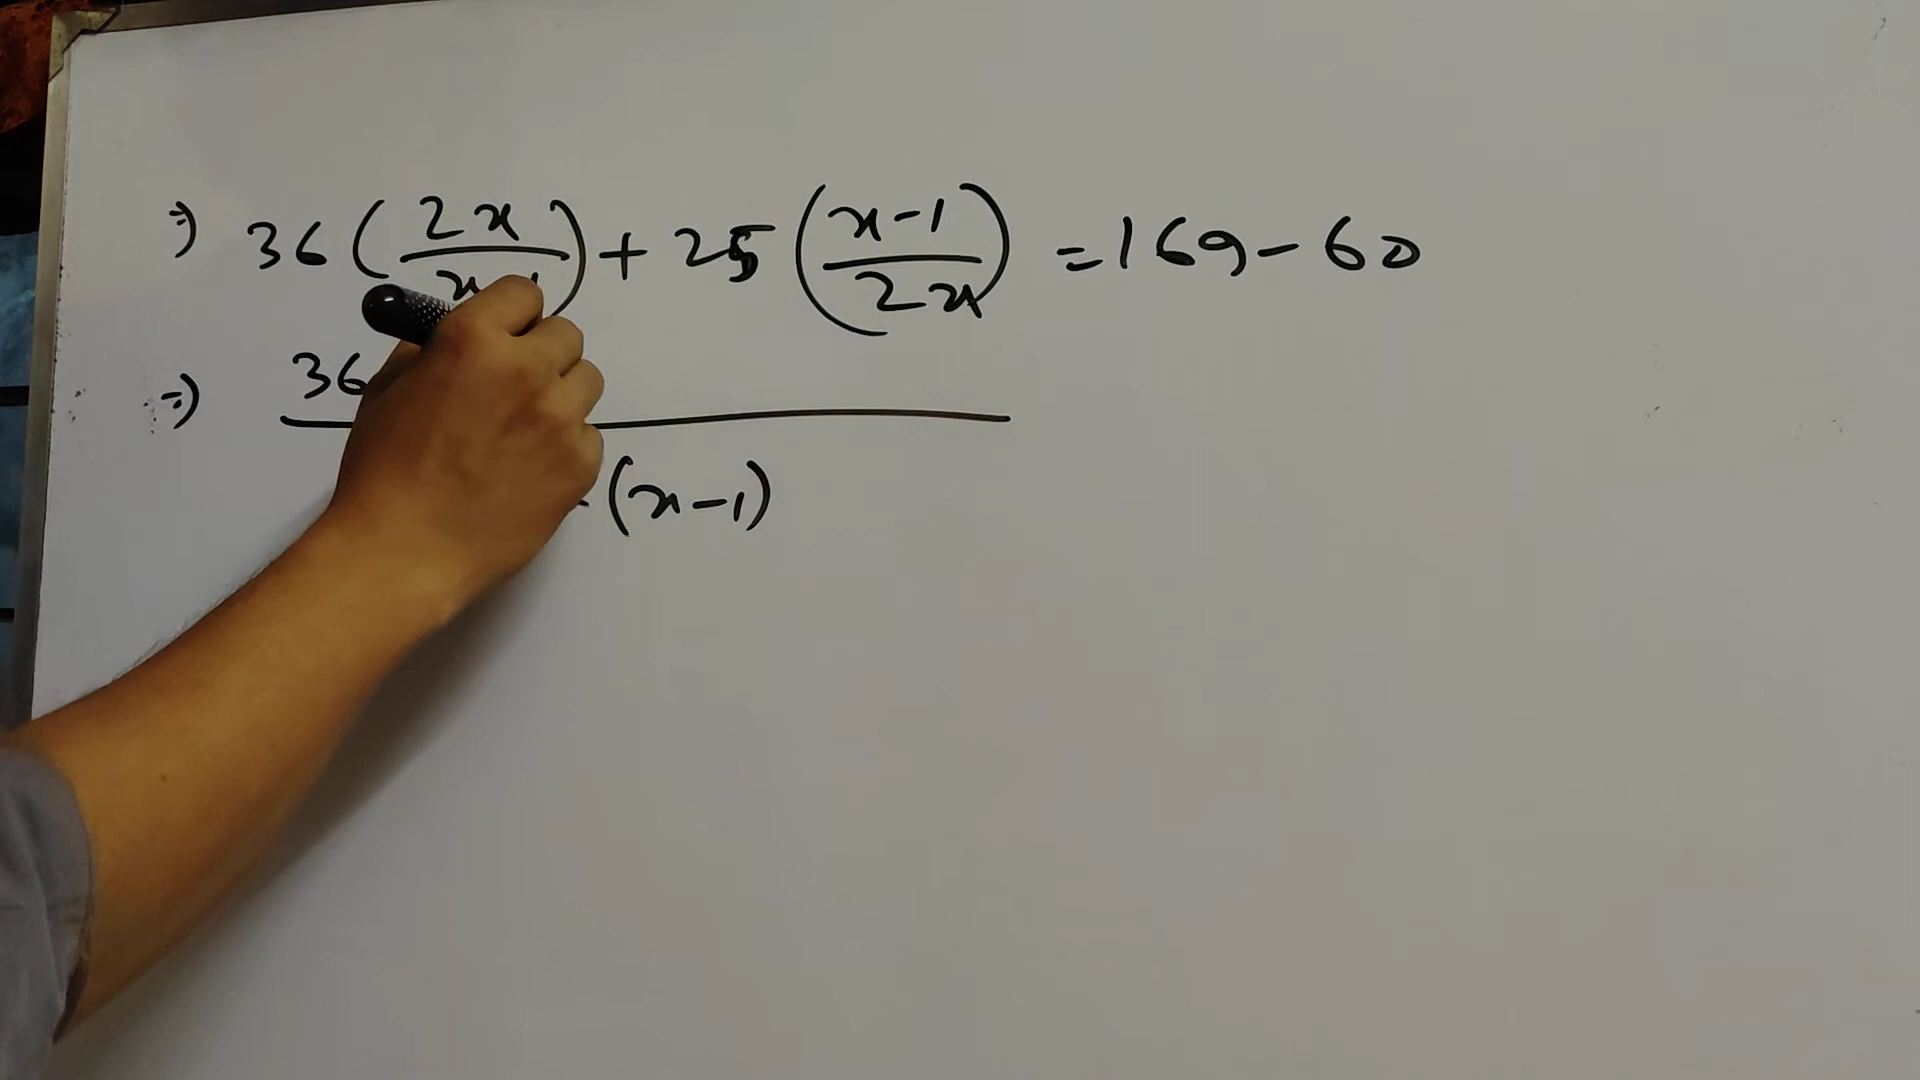 ⇒ 36 (2x/x-1) + 25 (x-1/2x) = 169 - 60
⇒ 36
(x-1)